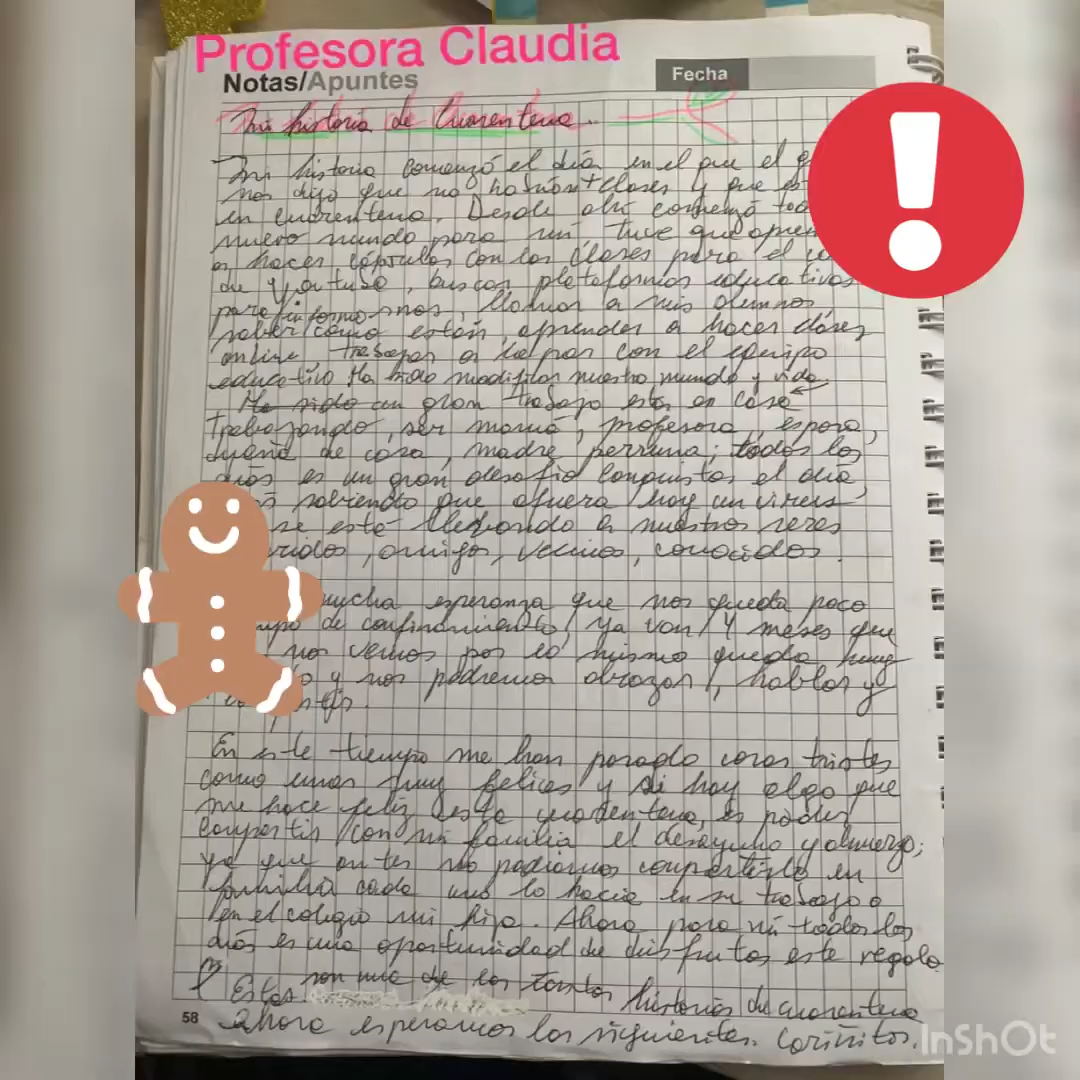 Profesora Claudia
Notas/Apuntes
Fecha
Mi historia de Cuarentena.
Mi historia comenzó el día en el que el
nos dijo que no habrían + clases y que
en cuarentena. Desde ahí comenzó
nuevo mundo para mi tuve que
a hacer cápsulas con las clases para el
de Youtube, buscar plataformas educativas
para informarnos, llamar a mis alumnos
saber como están, aprender a hacer clases
online, trabajar a la par con el equipo
educativo Ha sido modificar nuestro mundo y vida,
Ha sido un gran trabajo estar en casa
trabajando, ser mamá, profesora, esposa,
dueña de casa, madre perruna; todos los
días es un gran desafío conquistar el día
sabiendo que afuera hay un virus
se esté llevando a nuestros seres
queridos, amigos, vecinos, conocidos.
mucha esperanza que nos queda poco
tiempo de confinamiento, ya van 4 meses que
nos vemos por lo mismo queda muy
y nos podremos abrazar, hablar y
En este tiempo me han pasado cosas tristes
como unas muy felices y si hay algo que
me hace feliz esta cuarentena, es poder
compartir con mi familia el desayuno y almuerzo;
ya que antes no podíamos compartirlo en
familia cada uno lo hacia en su trabajo o
en el colegio mi hija. Ahora para mi todos los
días es una oportunidad de disfrutar este regalo
Estas son una de las tantas historias de cuarentena
ahora esperamos las siguientes. Cariñitos.
58
InShOt